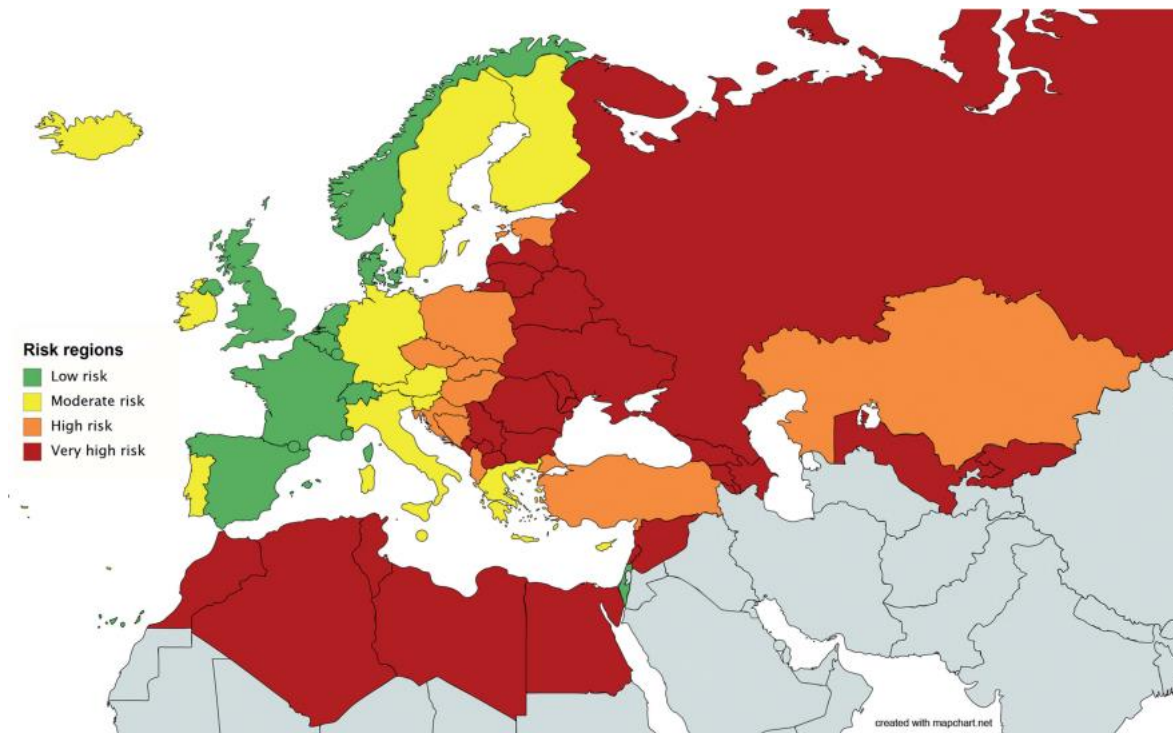 Risk regions
Low risk
Moderate risk
High risk
Very high risk
created with mapchart.net